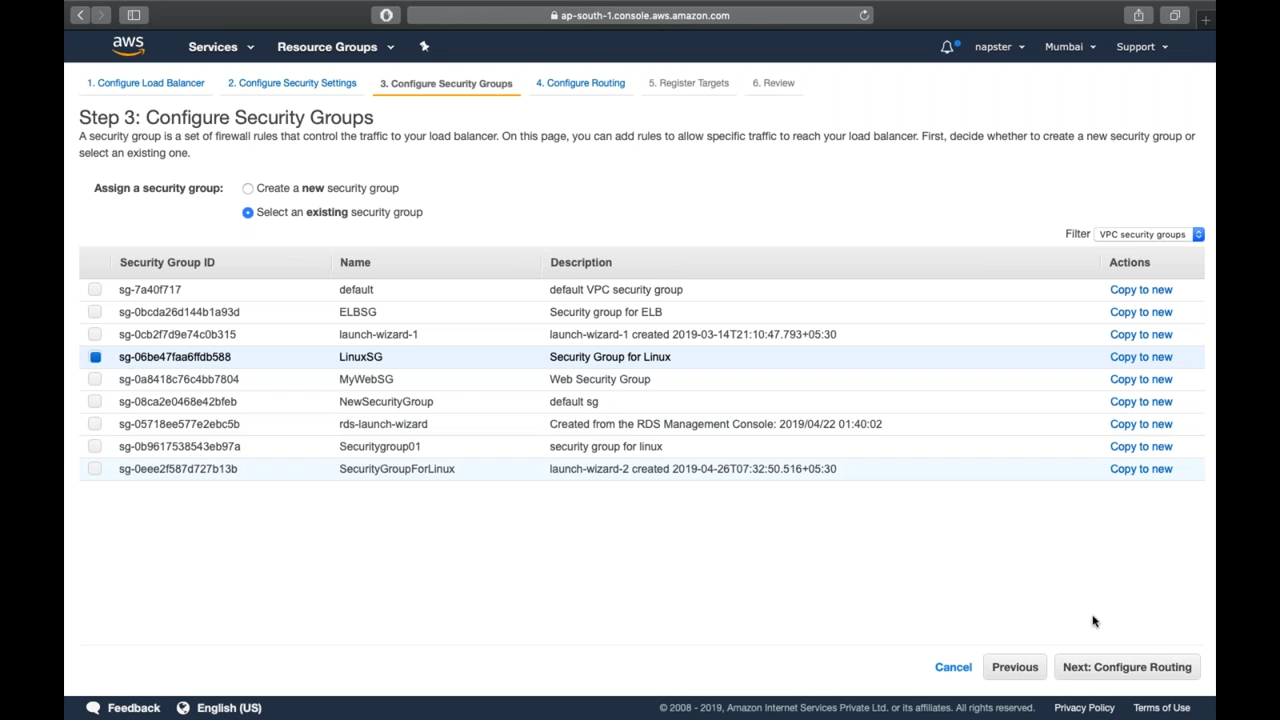 ap-south-1.console.aws.amazon.com
aws Services Resource Groups napster Mumbai Support
1. Configure Load Balancer 2. Configure Security Settings 3. Configure Security Groups 4. Configure Routing 5. Register Targets 6. Review
Step 3: Configure Security Groups
A security group is a set of firewall rules that control the traffic to your load balancer. On this page, you can add rules to allow specific traffic to reach your load balancer. First, decide whether to create a new security group or
select an existing one.
Assign a security group: Create a new security group
Select an existing security group
Filter VPC security groups
Security Group ID Name Description Actions
sg-7a40f717 default default VPC security group Copy to new
sg-0bcda26d144b1a93d ELBSG Security group for ELB Copy to new
sg-0cb2f7d9e74c0b315 launch-wizard-1 launch-wizard-1 created 2019-03-14T21:10:47.793+05:30 Copy to new
sg-06be47faa6ffdb588 LinuxSG Security Group for Linux Copy to new
sg-0a8418c76c4bb7804 MyWebSG Web Security Group Copy to new
sg-08ca2e0468e42bfeb NewSecurityGroup default sg Copy to new
sg-05718ee577e2ebc5b rds-launch-wizard Created from the RDS Management Console: 2019/04/22 01:40:02 Copy to new
sg-0b9617538543eb97a Securitygroup01 security group for linux Copy to new
sg-0eee2f587d727b13b SecurityGroupForLinux launch-wizard-2 created 2019-04-26T07:32:50.516+05:30 Copy to new
Cancel Previous Next: Configure Routing
Feedback English (US) © 2008 - 2019, Amazon Internet Services Private Ltd. or its affiliates. All rights reserved. Privacy Policy Terms of Use